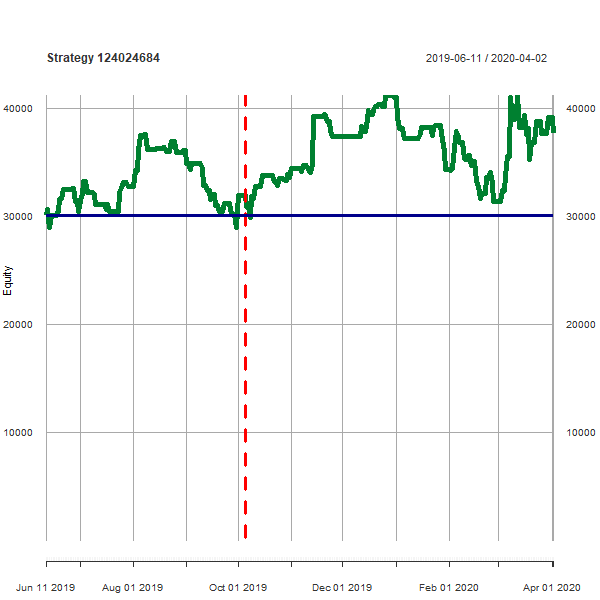 Strategy 124024684
2019-06-11 / 2020-04-02
40000
40000
30000
30000
Equity
20000
20000
10000
10000
Jun 11 2019
Aug 01 2019
Oct 01 2019
Dec 01 2019
Feb 01 2020
Apr 01 2020